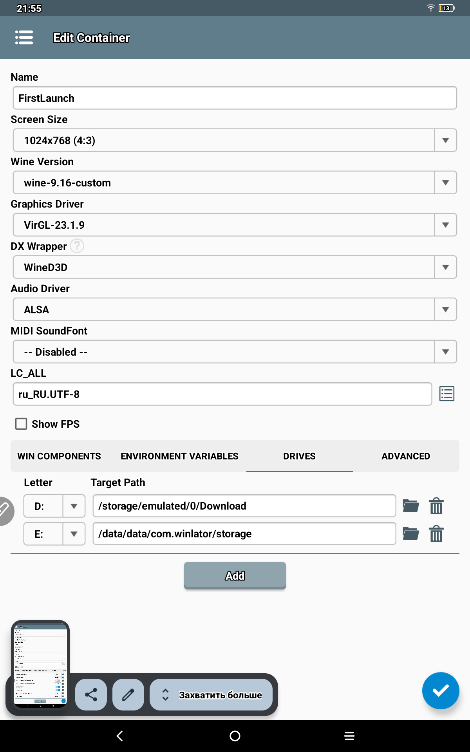 21:55
13
Edit Container
Name
FirstLaunch
Screen Size
1024x768 (4:3)
Wine Version
wine-9.16-custom
Graphics Driver
VirGL-23.1.9
DX Wrapper ?
WineD3D
Audio Driver
ALSA
MIDI SoundFont
-- Disabled --
LC_ALL
ru_RU.UTF-8
Show FPS
WIN COMPONENTS ENVIRONMENT VARIABLES DRIVES ADVANCED
Letter Target Path
D: /storage/emulated/0/Download
E: /data/data/com.winlator/storage
Add
Захватить больше